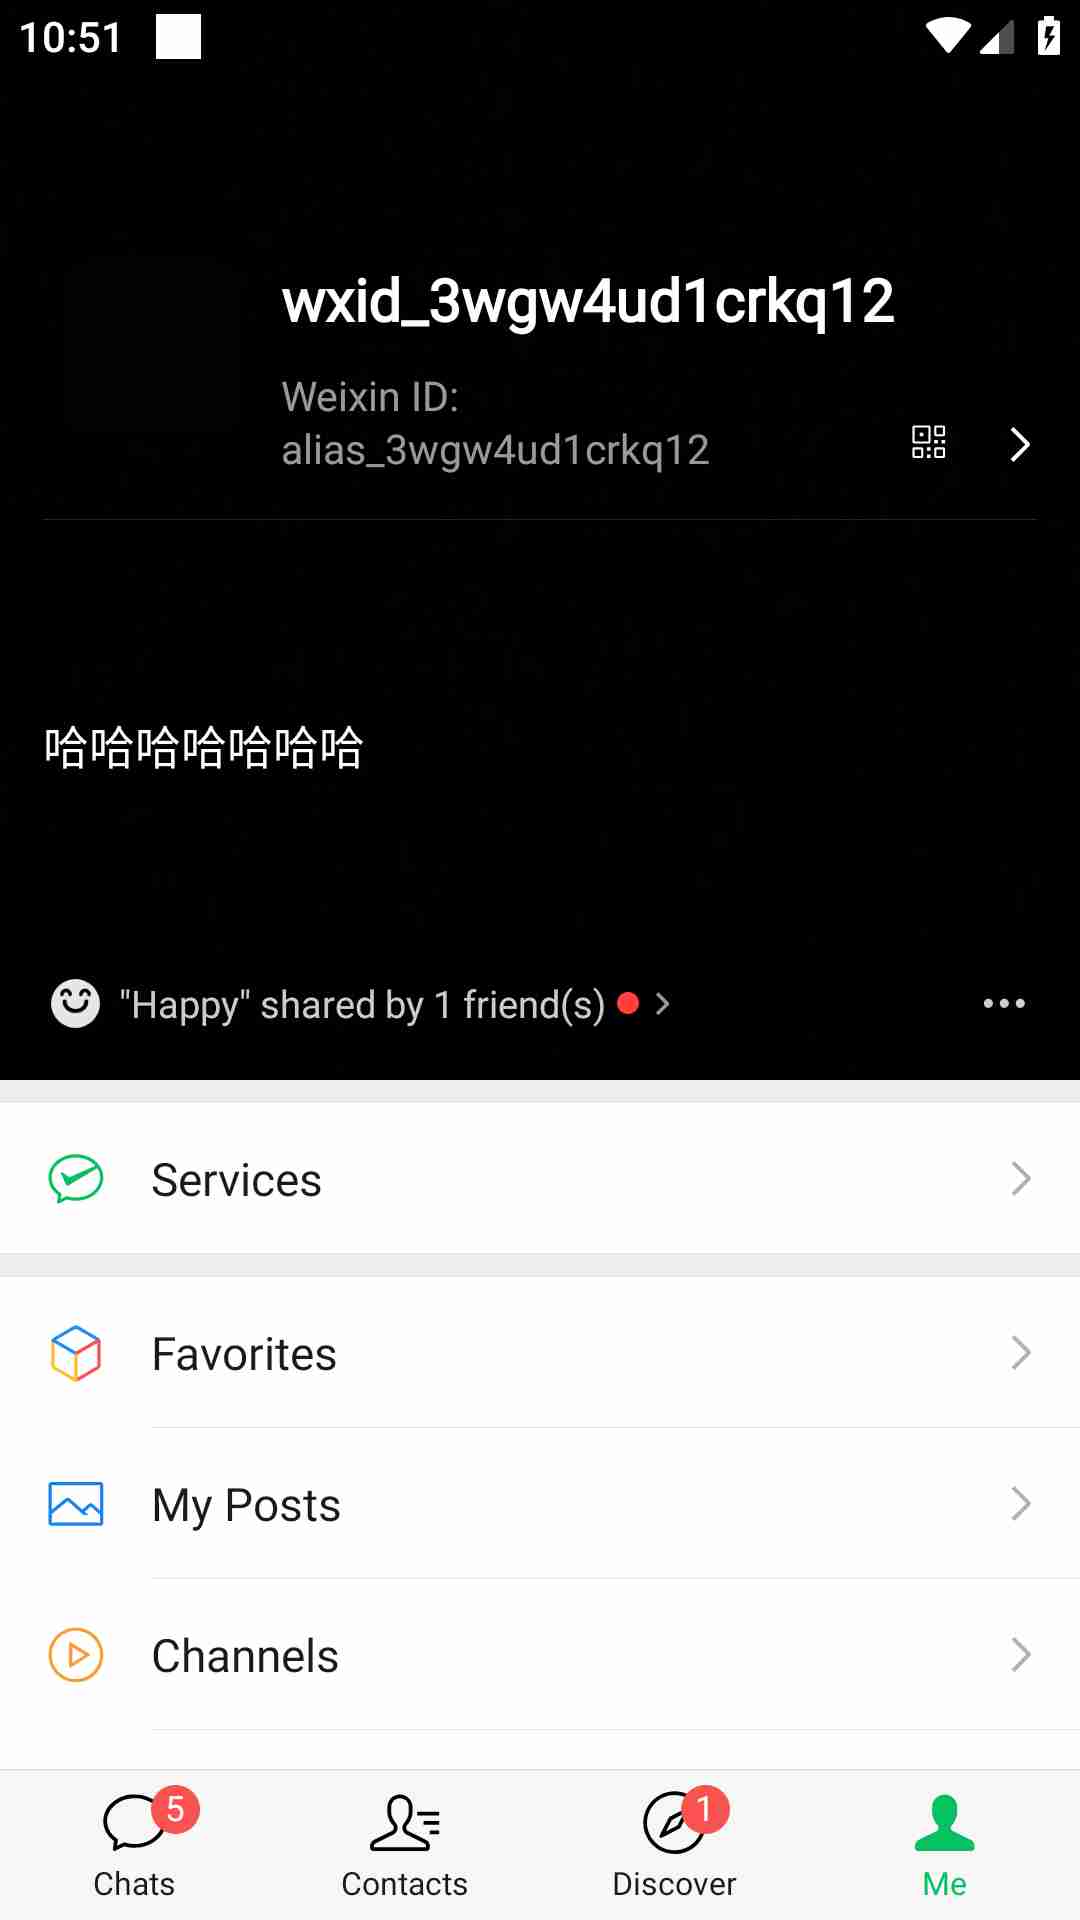 10:51
wxid_3wgw4ud1crkq12
Weixin ID:
alias_3wgw4ud1crkq12
哈哈哈哈哈哈哈
"Happy" shared by 1 friend(s)
Services
Favorites
My Posts
Channels
5
1
Chats
Contacts
Discover
Me